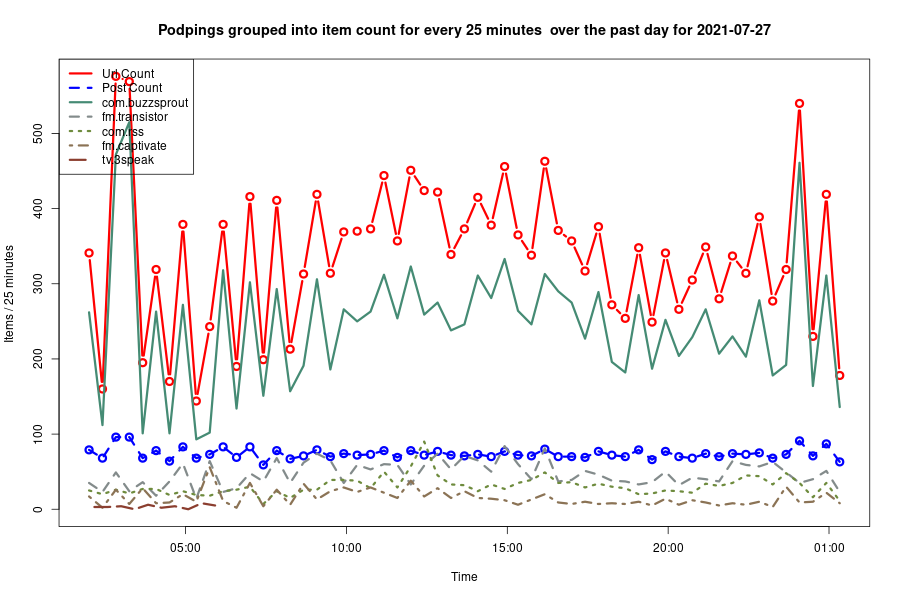 Podpings grouped into item count for every 25 minutes  over the past day for 2021-07-27
Url Count
Post Count
com.buzzsprout
fm.transistor
com.rss
fm.captivate
tv.3speak
Items / 25 minutes
500
400
300
200
100
0
05:00
10:00
15:00
20:00
01:00
Time